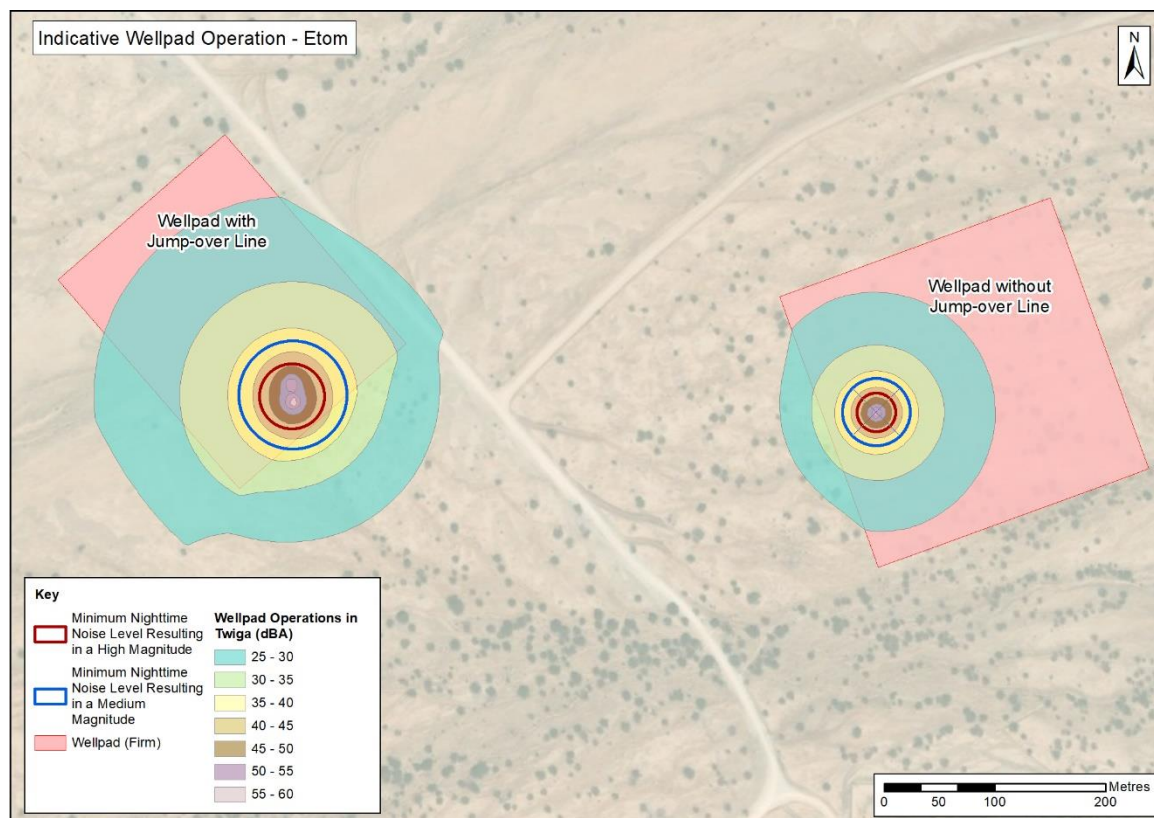 Indicative Wellpad Operation - Etom
N
Wellpad with
Jump-over Line
Wellpad without
Jump-over Line
Key
Minimum Nighttime
Noise Level Resulting
in a High Magnitude
Minimum Nighttime
Noise Level Resulting
in a Medium
Magnitude
Wellpad (Firm)
Wellpad Operations in
Twiga (dBA)
25 - 30
30 - 35
35 - 40
40 - 45
45 - 50
50 - 55
55 - 60
Metres
0 50 100 200